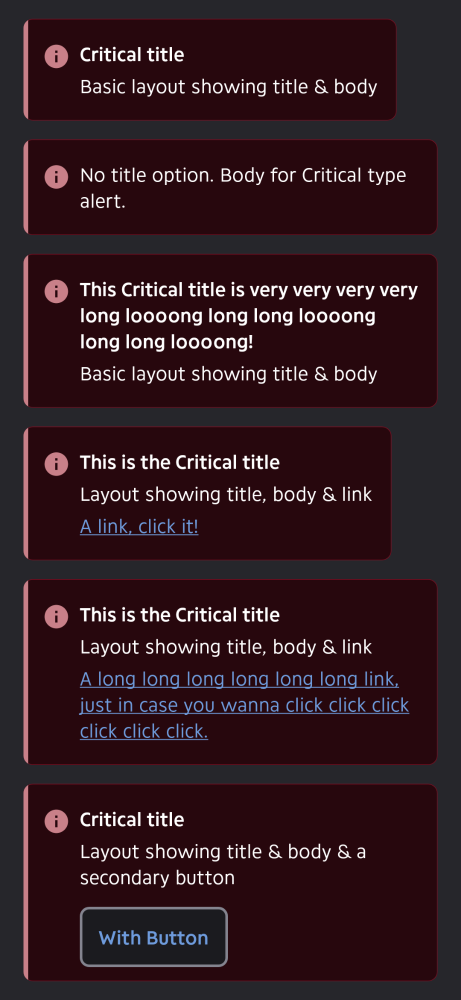 Critical title
Basic layout showing title & body
No title option. Body for Critical type
alert.
This Critical title is very very very very
long loooong long long loooong
long long loooong!
Basic layout showing title & body
This is the Critical title
Layout showing title, body & link
A link, click it!
This is the Critical title
Layout showing title, body & link
A long long long long long long link,
just in case you wanna click click click
click click click.
Critical title
Layout showing title & body & a
secondary button
With Button